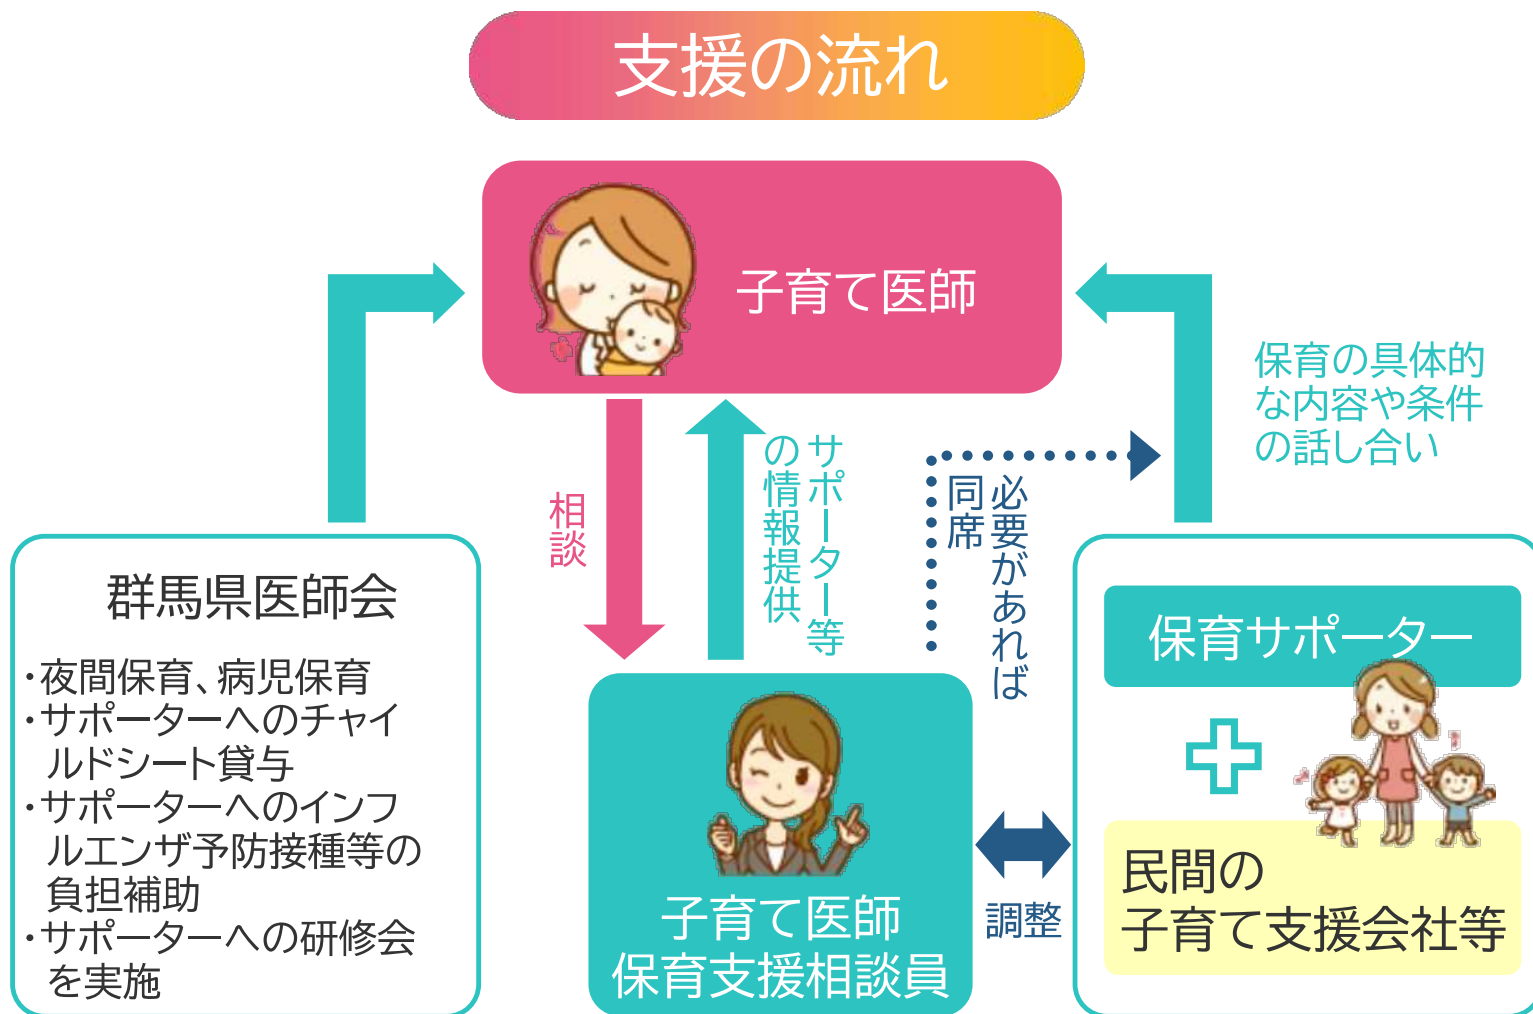 支援の流れ
子育て医師
保育の具体的
な内容や条件
の話し合い
相談
サポーター等
の情報提供
必要があれば
同席
群馬県医師会
・夜間保育、病児保育
・サポーターへのチャイ
ルドシート貸与
・サポーターへのインフ
ルエンザ予防接種等の
負担補助
・サポーターへの研修会
を実施
子育て医師
保育支援相談員
調整
保育サポーター
民間の
子育て支援会社等